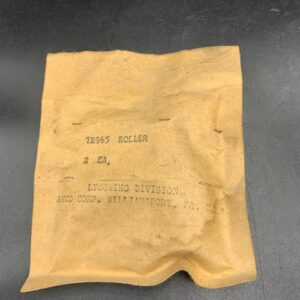 72965 ROLLER
2 EA.
LYCOMING DIVISION
AVCO CORP. WILLIAMSPORT, PA.